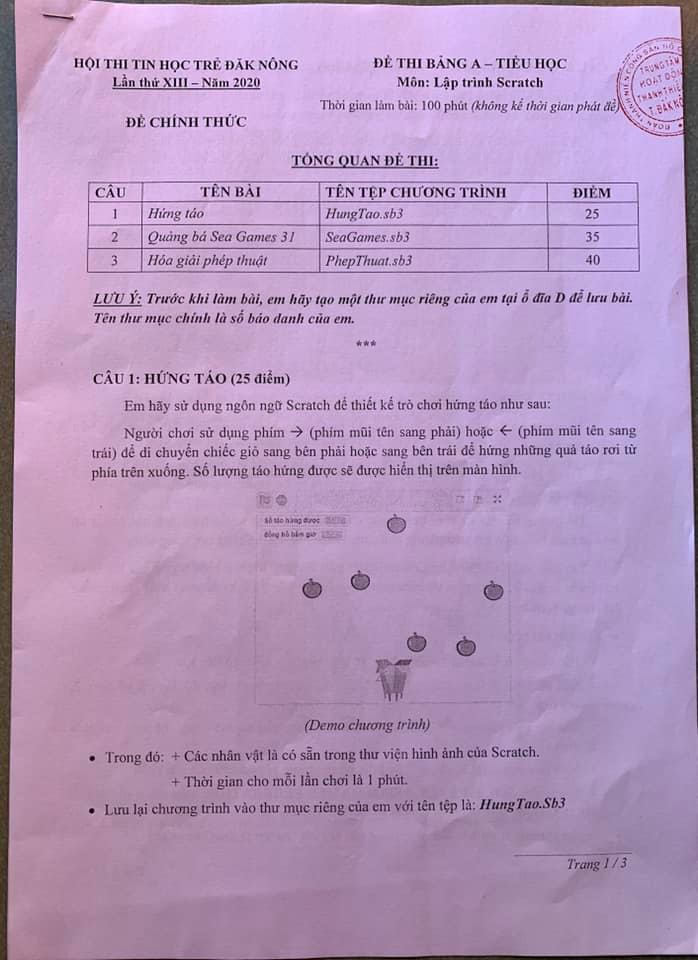 HỘI THI TIN HỌC TRẺ ĐĂK NÔNG
Lần thứ XIII – Năm 2020
ĐỀ CHÍNH THỨC
ĐỀ THI BẢNG A – TIỂU HỌC
Môn: Lập trình Scratch
Thời gian làm bài: 100 phút (không kể thời gian phát đề)
TRUNG TÂM
HOẠT ĐỘNG
THANH THIẾU
TỔNG QUAN ĐỀ THI:
CÂU TÊN BÀI TÊN TỆP CHƯƠNG TRÌNH ĐIỂM
1 Hứng táo HungTao.sb3 25
2 Quảng bá Sea Games 31 SeaGames.sb3 35
3 Hóa giải phép thuật PhepThuat.sb3 40
LƯU Ý: Trước khi làm bài, em hãy tạo một thư mục riêng của em tại ổ đĩa D để lưu bài.
Tên thư mục chính là số báo danh của em.
***
CÂU 1: HỨNG TÁO (25 điểm)
Em hãy sử dụng ngôn ngữ Scratch để thiết kế trò chơi hứng táo như sau:
Người chơi sử dụng phím → (phím mũi tên sang phải) hoặc ← (phím mũi tên sang
trái) để di chuyển chiếc giỏ sang bên phải hoặc sang bên trái để hứng những quả táo rơi từ
phía trên xuống. Số lượng táo hứng được sẽ được hiển thị trên màn hình.
Số táo hứng được
đồng hồ bấm giờ
(Demo chương trình)
• Trong đó: + Các nhân vật là có sẵn trong thư viện hình ảnh của Scratch.
+ Thời gian cho mỗi lần chơi là 1 phút.
• Lưu lại chương trình vào thư mục riêng của em với tên tệp là: HungTao.Sb3
Trang 1 / 3